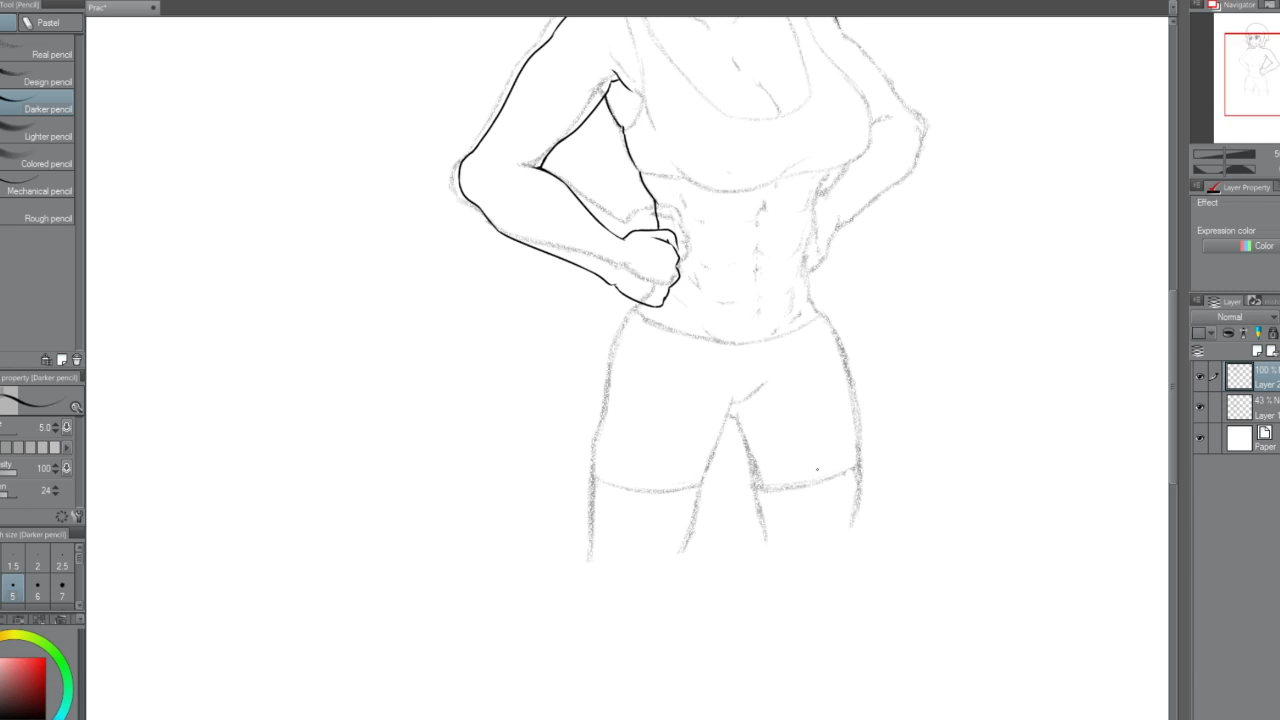 Tool [Pencil]
Pastel
Real pencil
Design pencil
Darker pencil
Lighter pencil
Colored pencil
Mechanical pencil
Rough pencil
property [Darker pencil]
5.0
100
24
size [Darker pencil]
1.5 2 2.5
5 6 7
Prac*
Navigator
Layer Property
Effect
Expression color
Color
Layer
Normal
100 %
Layer 2
43 % N
Layer 1
Paper